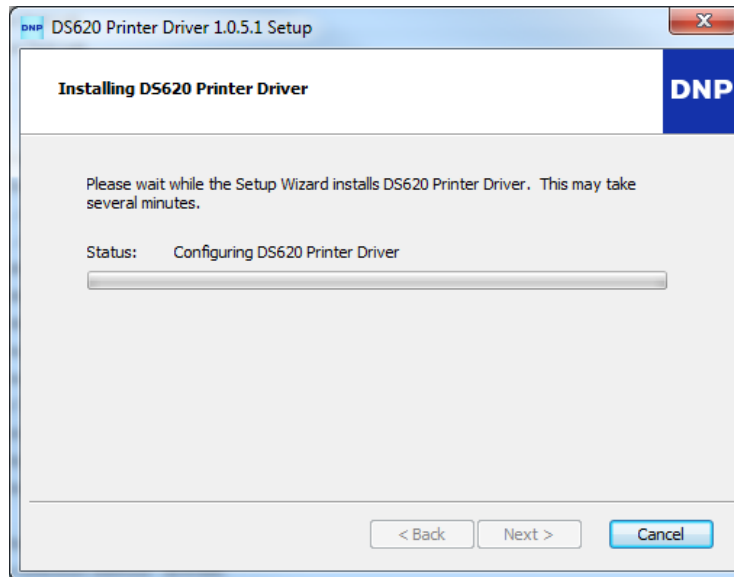 DNP DS620 Printer Driver 1.0.5.1 Setup
Installing DS620 Printer Driver
DNP
Please wait while the Setup Wizard installs DS620 Printer Driver. This may take
several minutes.
Status: Configuring DS620 Printer Driver
< Back Next > Cancel